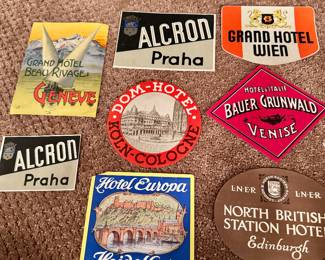 GRAND HOTEL
BEAU RIVAGE
GENÈVE
ALCRON
Praha
GRAND HOTEL
WIEN
DOM-HOTEL
KÖLN-COLOGNE
HOTEL D'ITALIE
BAUER GRÜNWALD
VENISE
ALCRON
Praha
Hotel Europa
L·N·E·R
L·N·E·R
NORTH BRITISH
STATION HOTEL
Edinburgh